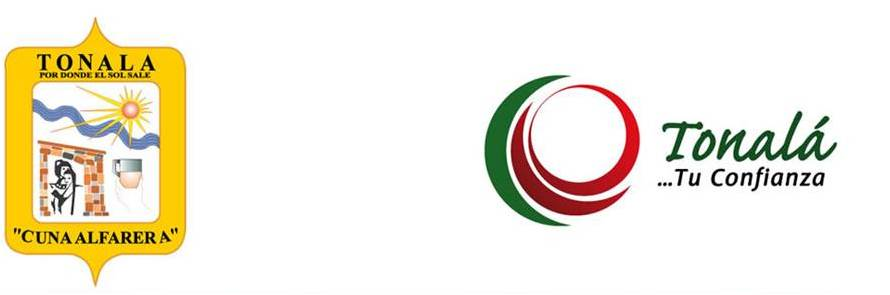 TONALA
POR DONDE EL SOL SALE
"CUNA ALFARERA"
Tonalá
...Tu Confianza